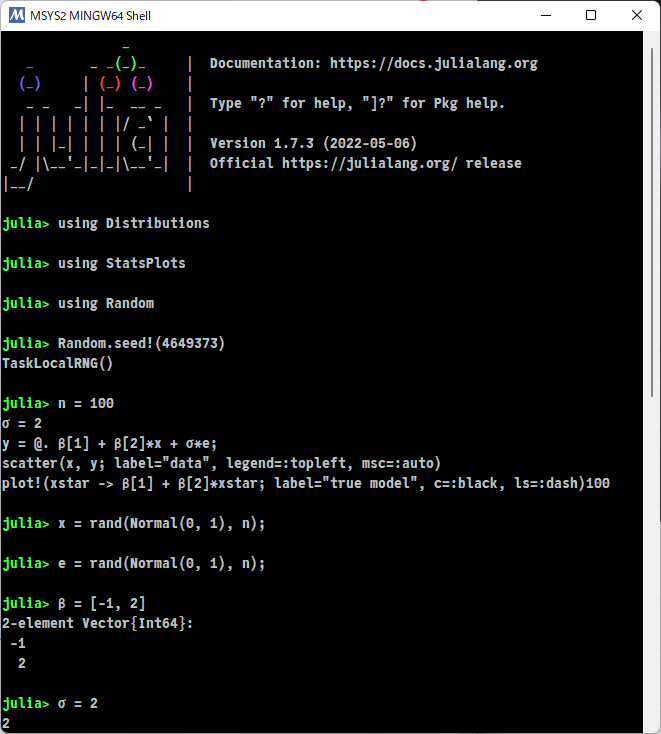 MSYS2 MINGW64 Shell
               _
   _       _ _(_)_     |  Documentation: https://docs.julialang.org
  (_)     | (_) (_)    |
   _ _   _| |_  __ _   |  Type "?" for help, "]?" for Pkg help.
  | | | | | | |/ _` |  |
  | | |_| | | | (_| |  |  Version 1.7.3 (2022-05-06)
 _/ |\__'_|_|_|\__'_|  |  Official https://julialang.org/ release
|__/                   |
julia> using Distributions
julia> using StatsPlots
julia> using Random
julia> Random.seed!(4649373)
TaskLocalRNG()
julia> n = 100
σ = 2
y = @. β[1] + β[2]*x + σ*e;
scatter(x, y; label="data", legend=:topleft, msc=:auto)
plot!(xstar -> β[1] + β[2]*xstar; label="true model", c=:black, ls=:dash)100
julia> x = rand(Normal(0, 1), n);
julia> e = rand(Normal(0, 1), n);
julia> β = [-1, 2]
2-element Vector{Int64}:
 -1
  2
julia> σ = 2
2